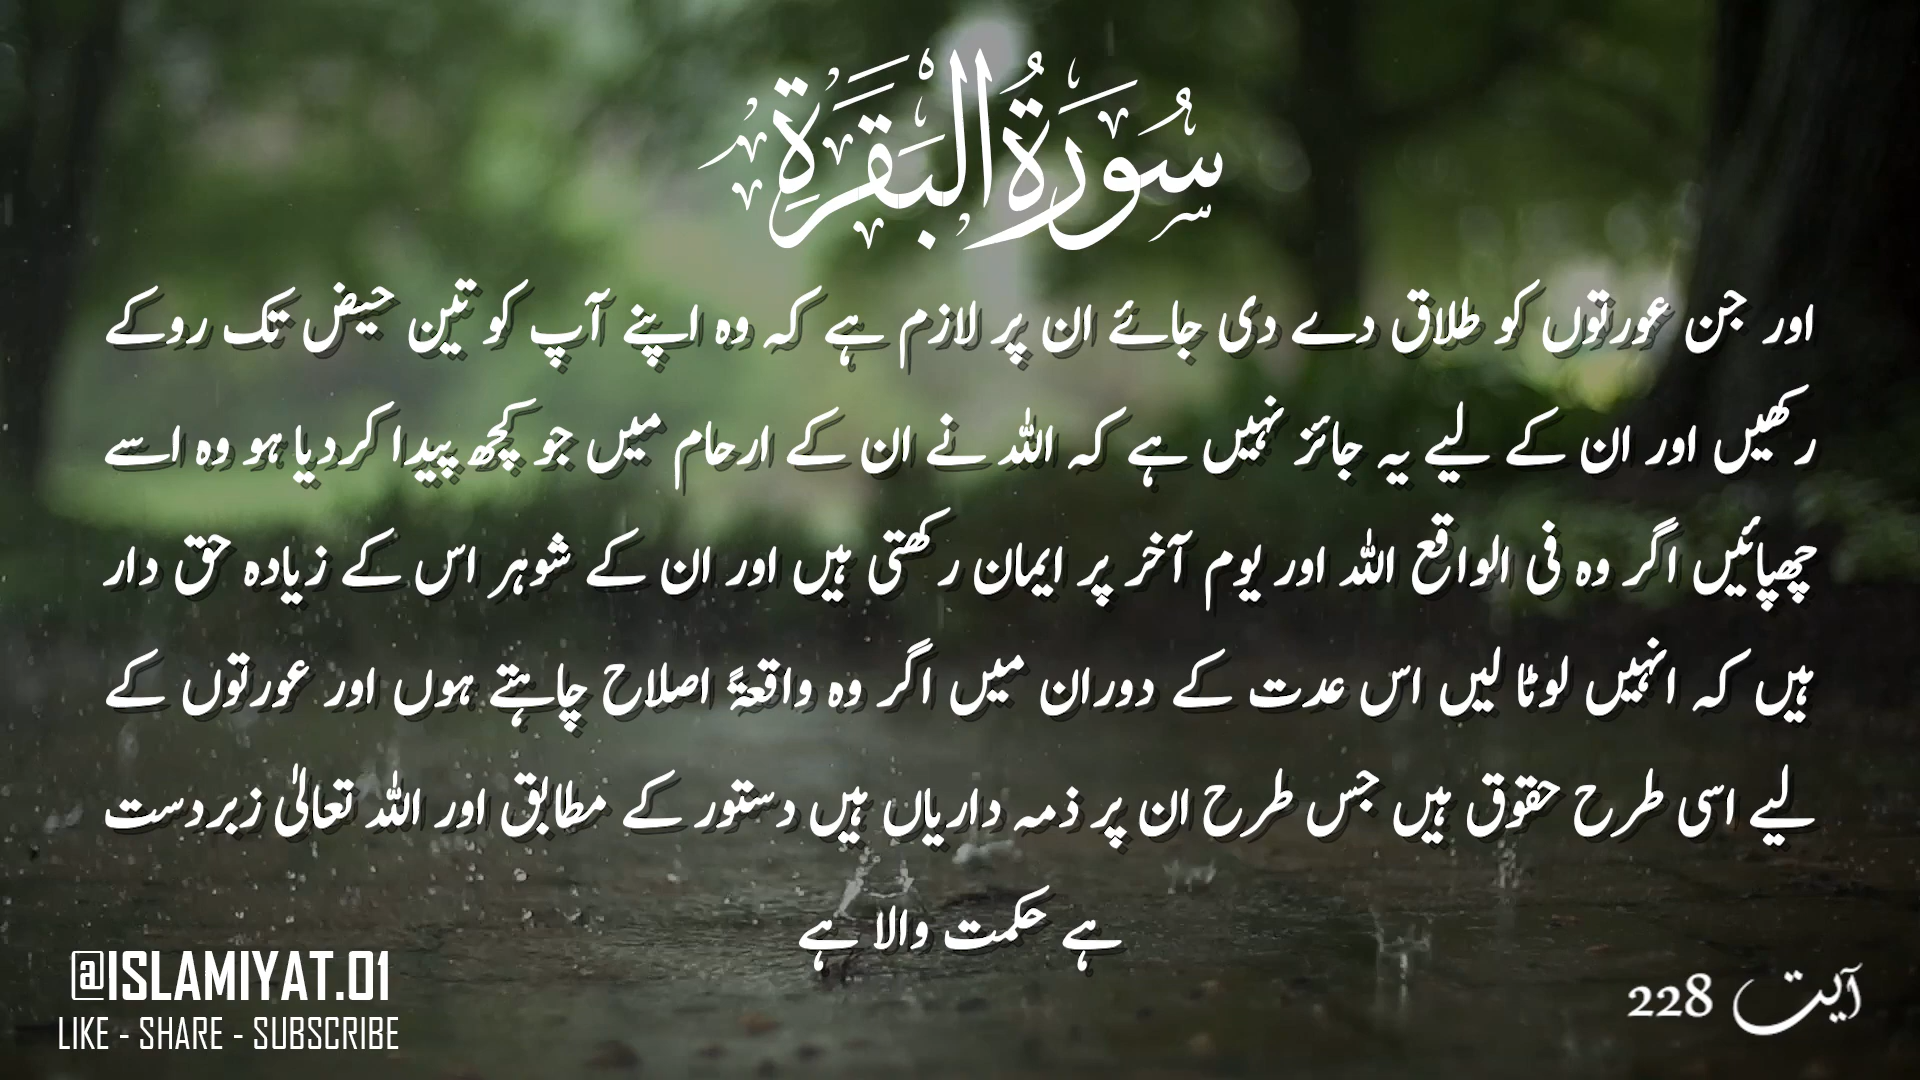 سُورَةُ الْبَقَرَةِ
اور جن عورتوں کو طلاق دے دی جائے ان پر لازم ہے کہ وہ اپنے آپ کو تین حیض تک روکے
رکھیں اور ان کے لیے یہ جائز نہیں ہے کہ اللہ نے ان کے ارحام میں جو کچھ پیدا کردیا ہو وہ اسے
چھپائیں اگر وہ فی الواقع اللہ اور یوم آخر پر ایمان رکھتی ہیں اور ان کے شوہر اس کے زیادہ حق دار
ہیں کہ انہیں لوٹا لیں اس عدت کے دوران میں اگر وہ واقعۃً اصلاح چاہتے ہوں اور عورتوں کے
لیے اسی طرح حقوق ہیں جس طرح ان پر ذمہ داریاں ہیں دستور کے مطابق اور اللہ تعالیٰ زبردست
ہے حکمت والا ہے
آیت 228
@ISLAMIYAT.01
LIKE - SHARE - SUBSCRIBE